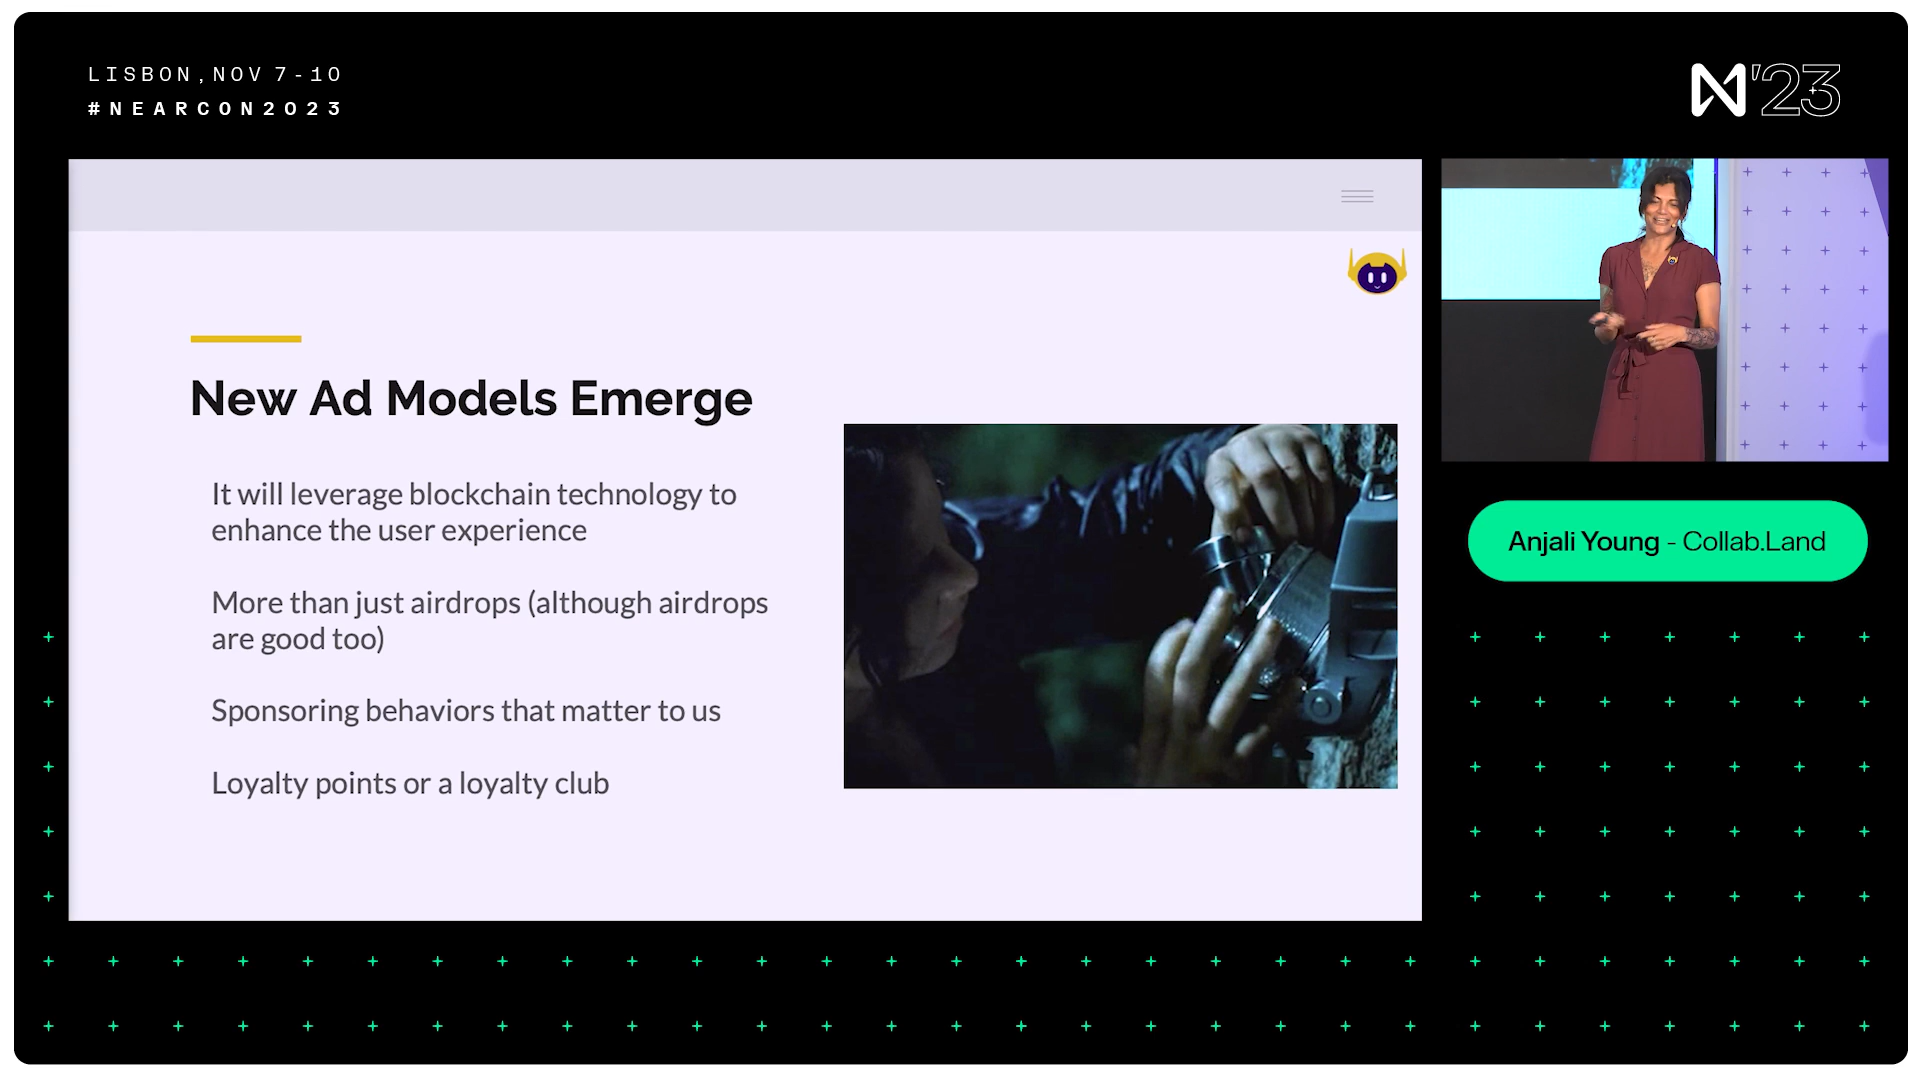 LISBON, NOV 7-10
#NEARCON2023
N'23
New Ad Models Emerge
It will leverage blockchain technology to
enhance the user experience
More than just airdrops (although airdrops
are good too)
Sponsoring behaviors that matter to us
Loyalty points or a loyalty club
Anjali Young - Collab.Land